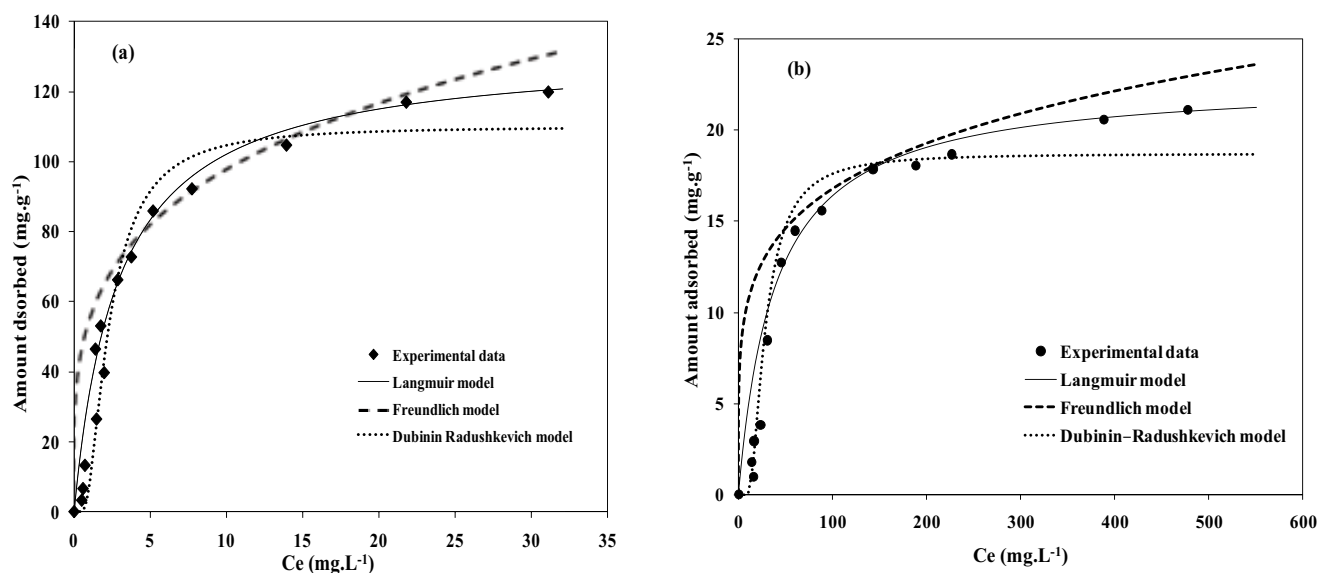 (a)
Amount dsorbed (mg.g-1)
140
120
100
80
60
40
20
0
Experimental data
Langmuir model
Freundlich model
Dubinin Radushkevich model
0 5 10 15 20 25 30 35
Ce (mg.L-1)
(b)
Amount adsorbed (mg.g-1)
25
20
15
10
5
0
Experimental data
Langmuir model
Freundlich model
Dubinin−Radushkevich model
0 100 200 300 400 500 600
Ce (mg.L-1)